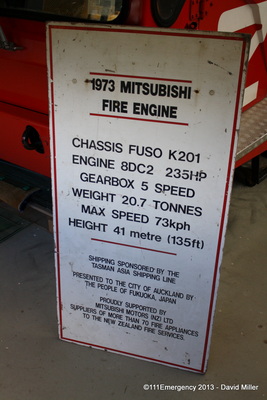 1973 MITSUBISHI
FIRE ENGINE
CHASSIS FUSO K201
ENGINE 8DC2 235HP
GEARBOX 5 SPEED
WEIGHT 20.7 TONNES
MAX SPEED 73kph
HEIGHT 41 metre (135ft)
SHIPPING SPONSORED BY THE
TASMAN ASIA SHIPPING LINE
PRESENTED TO THE CITY OF AUCKLAND BY
THE PEOPLE OF FUKUOKA, JAPAN
PROUDLY SUPPORTED BY
MITSUBISHI MOTORS (NZ) LTD
SUPPLIERS OF MORE THAN 70 FIRE APPLIANCES
TO THE NEW ZEALAND FIRE SERVICES.
©111Emergency 2013 - David Miller